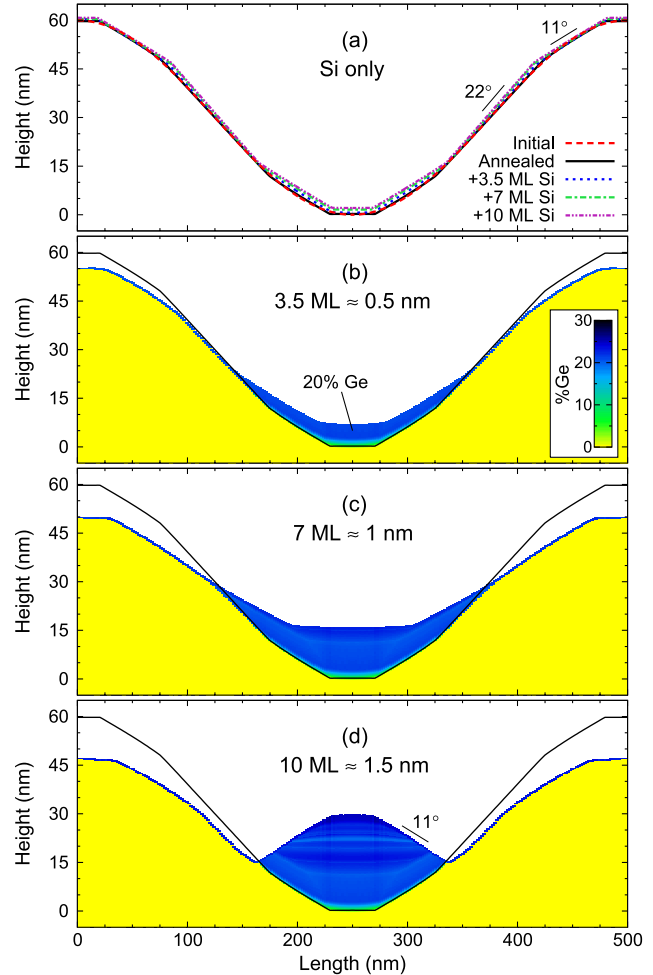 (a)
Si only
11°
22°
Initial
Annealed
+3.5 ML Si
+7 ML Si
+10 ML Si
Height (nm)
60
45
30
15
0
(b)
3.5 ML ≈ 0.5 nm
20% Ge
%Ge
30
20
10
0
Height (nm)
60
45
30
15
0
(c)
7 ML ≈ 1 nm
Height (nm)
60
45
30
15
0
(d)
10 ML ≈ 1.5 nm
11°
Height (nm)
60
45
30
15
0
0 100 200 300 400 500
Length (nm)